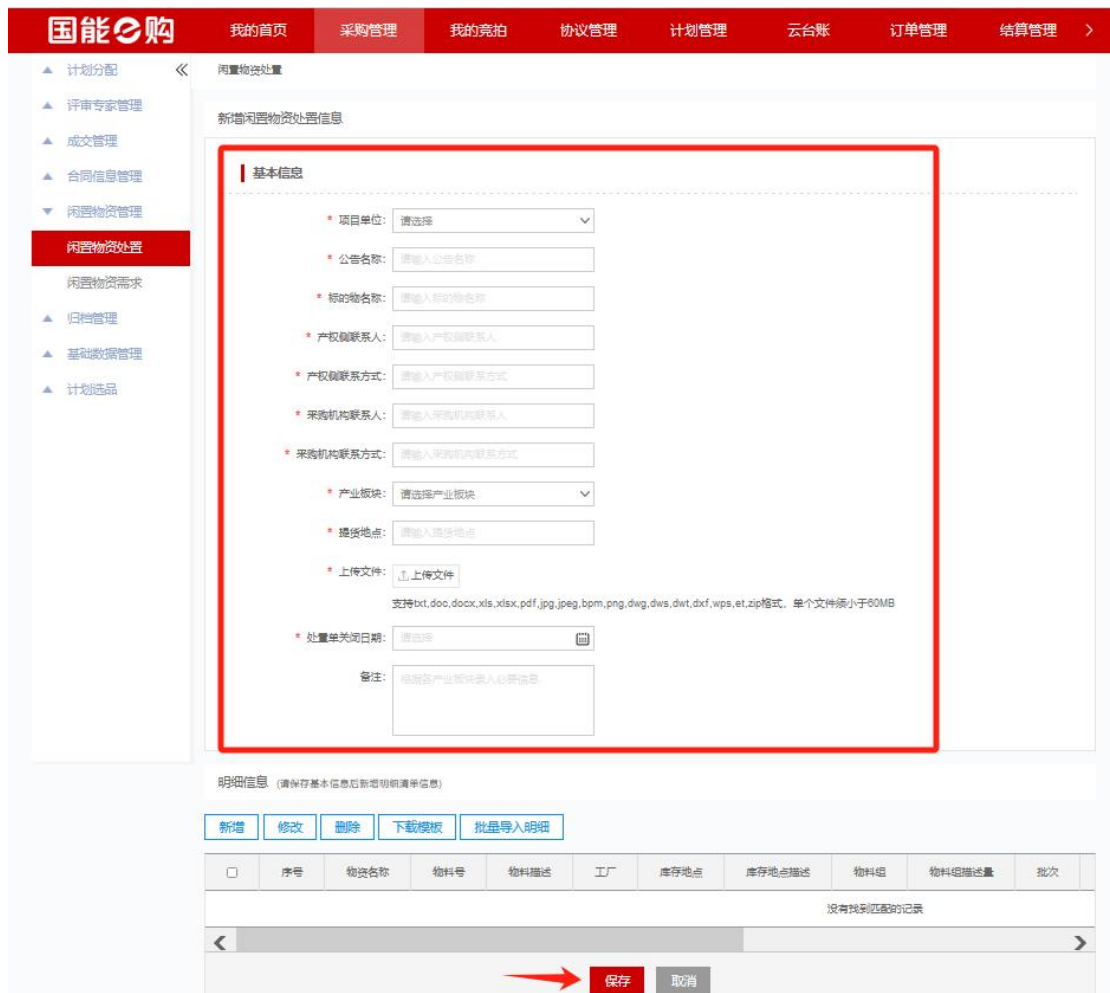 国能e购 我的首页 采购管理 我的竞拍 协议管理 计划管理 云台账 订单管理 结算管理
计划分配
评审专家管理
成交管理
合同信息管理
闲置物资管理
闲置物资处置
闲置物资需求
归档管理
基础数据管理
计划选品
闲置物资处置
新增闲置物资处置信息
基本信息
* 项目单位: 请选择
* 公告名称: 请输入公告名称
* 标的物名称: 请输入标的物名称
* 产权侧联系人: 请输入产权侧联系人
* 产权侧联系方式: 请输入产权侧联系方式
* 采购机构联系人: 请输入采购机构联系人
* 采购机构联系方式: 请输入采购机构联系方式
* 产业板块: 请选择产业板块
* 提货地点: 请输入提货地点
* 上传文件: 上传文件
支持txt,doc,docx,xls,xlsx,pdf,jpg,jpeg,bpm,png,dwg,dws,dwt,dxf,wps,et,zip格式，单个文件须小于60MB
* 处置单关闭日期: 请选择
备注: 根据各产业板块录入必要信息
明细信息 (请保存基本信息后新增明细清单信息)
新增 修改 删除 下载模板 批量导入明细
序号 物资名称 物料号 物料描述 工厂 库存地点 库存地点描述 物料组 物料组描述量 批次
没有找到匹配的记录
保存 取消